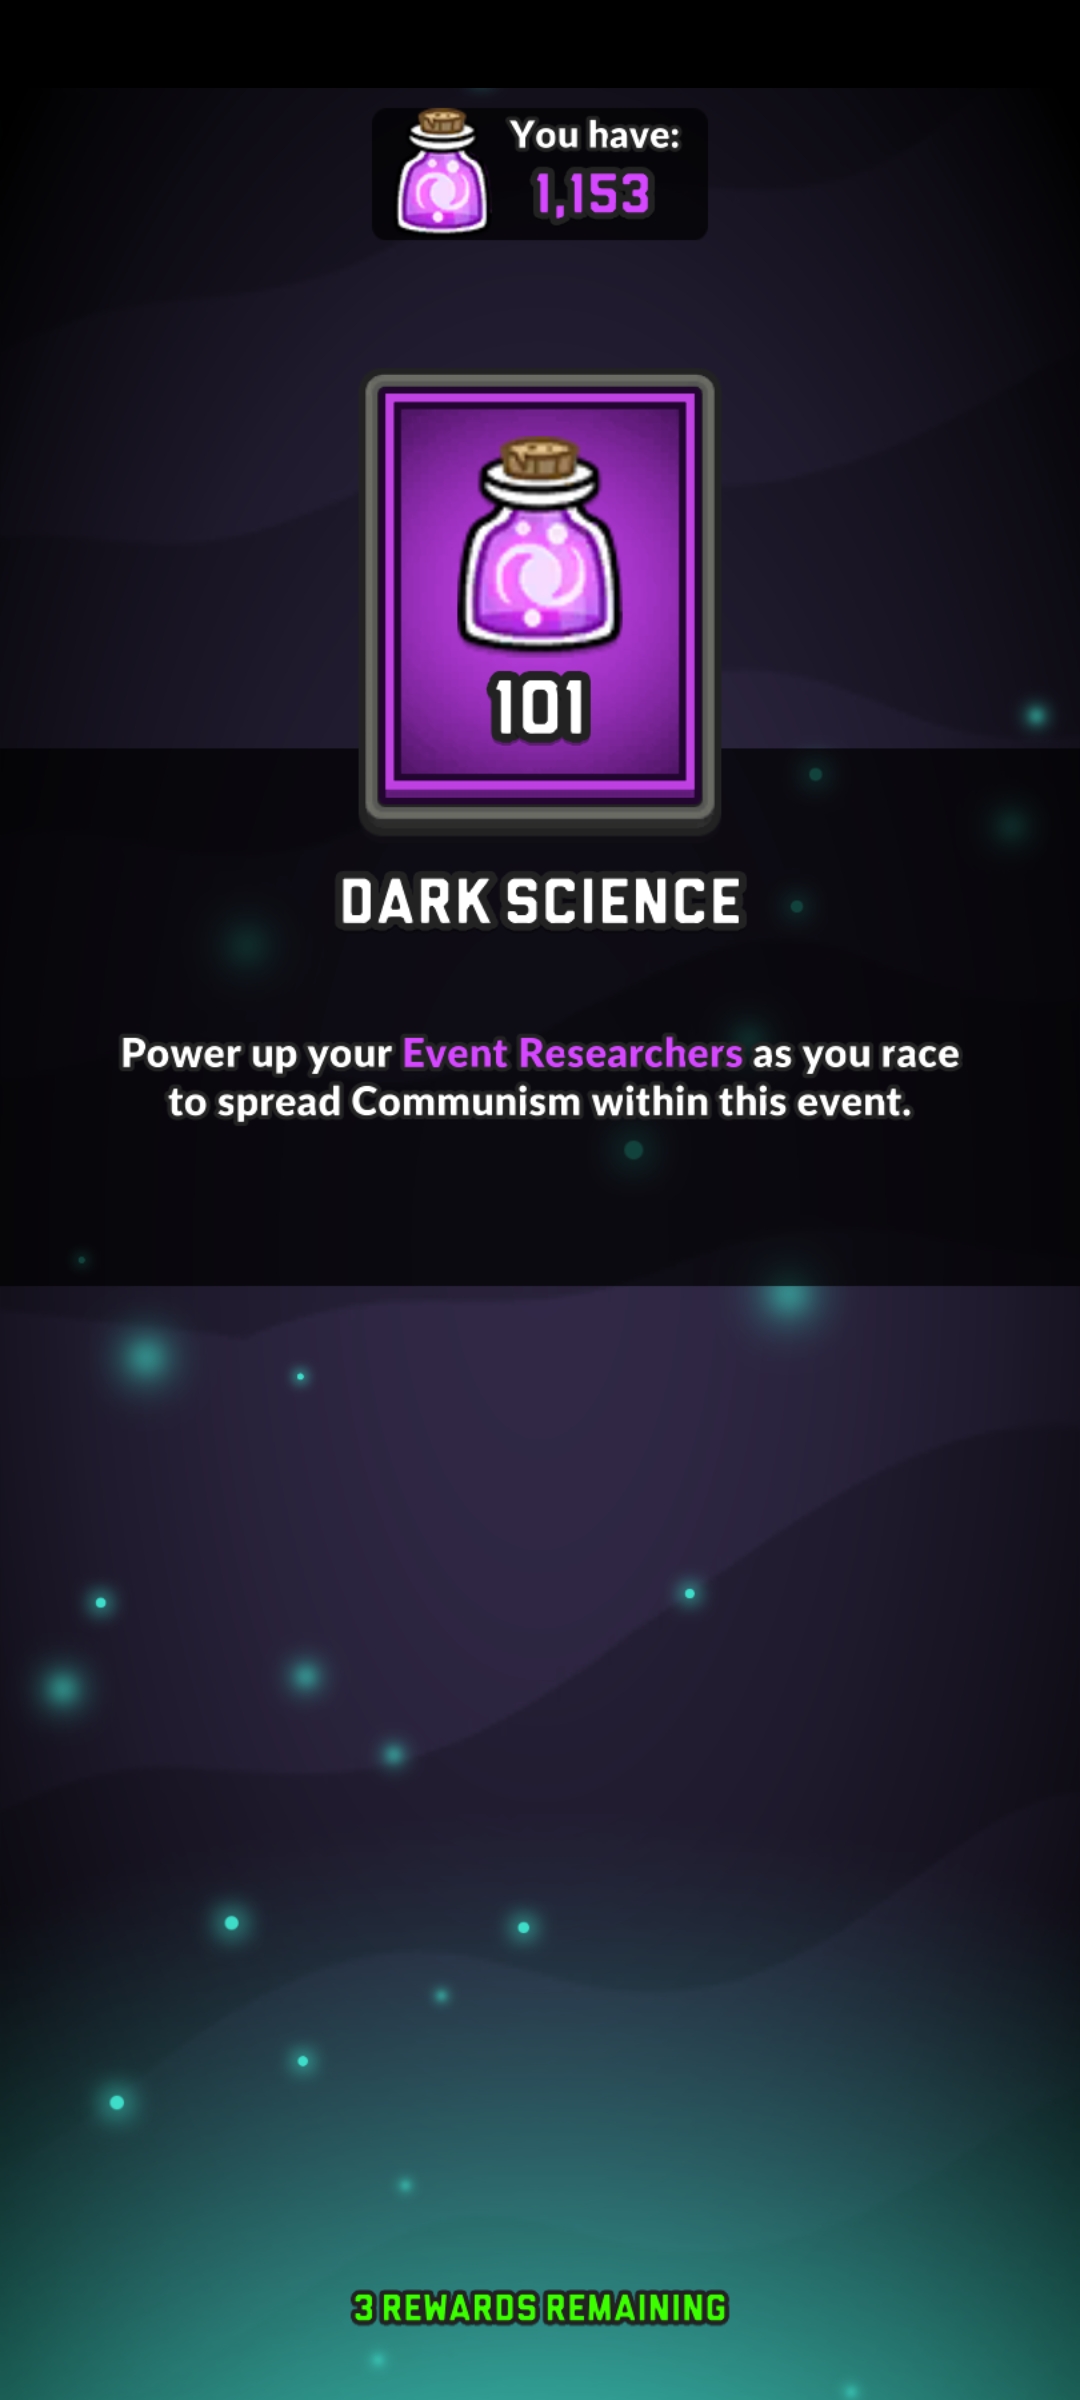 You have:
1,153
101
DARK SCIENCE
Power up your Event Researchers as you race
to spread Communism within this event.
3 REWARDS REMAINING